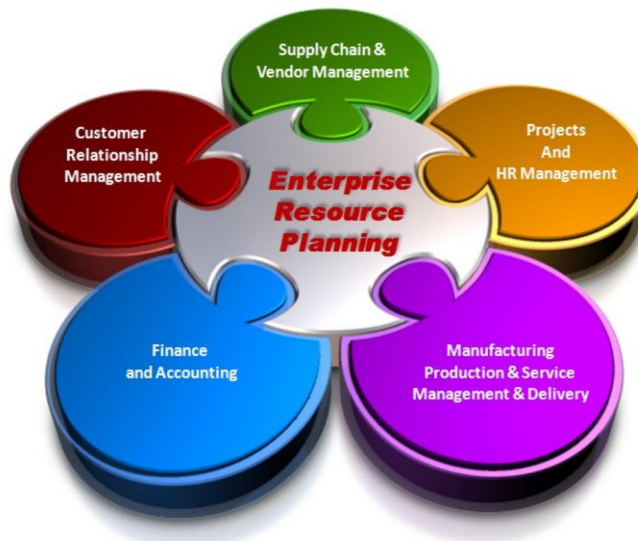 Supply Chain &
Vendor Management
Customer
Relationship
Management
Projects
And
HR Management
Enterprise
Resource
Planning
Finance
and Accounting
Manufacturing
Production & Service
Management & Delivery